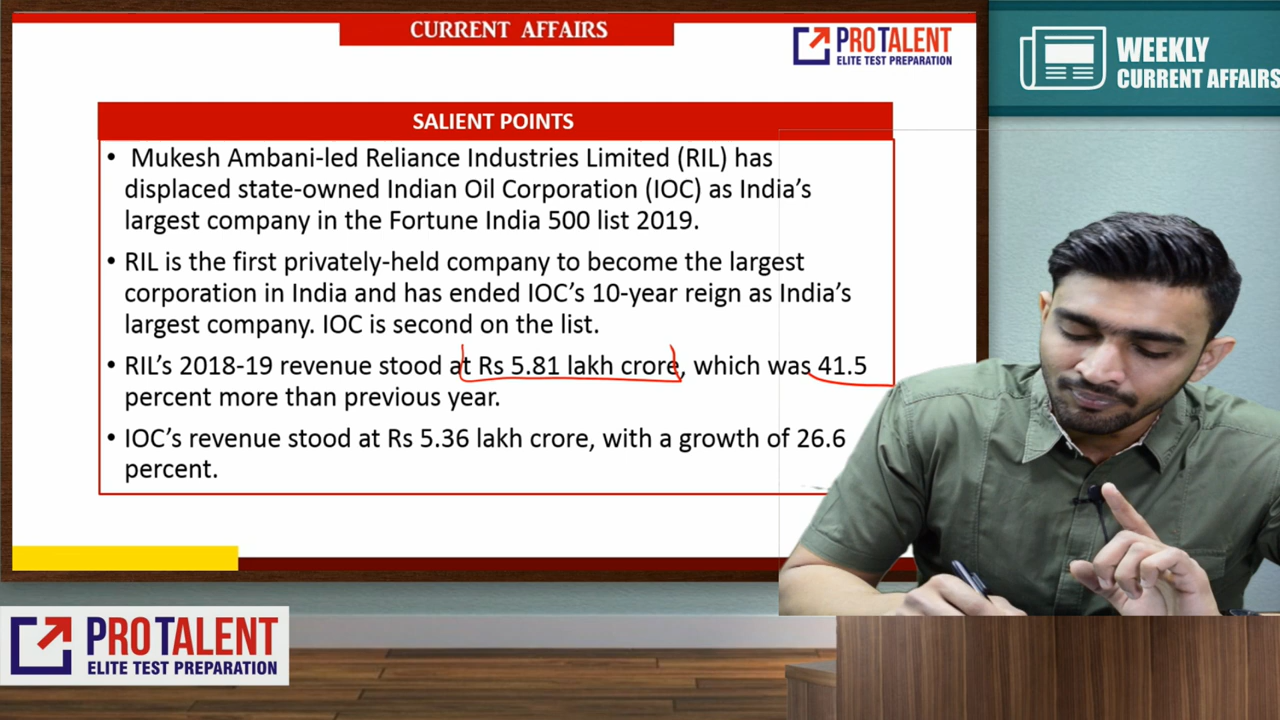 CURRENT AFFAIRS
PROTALENT
ELITE TEST PREPARATION
WEEKLY
CURRENT AFFAIRS
SALIENT POINTS
• Mukesh Ambani-led Reliance Industries Limited (RIL) has
displaced state-owned Indian Oil Corporation (IOC) as India’s
largest company in the Fortune India 500 list 2019.
• RIL is the first privately-held company to become the largest
corporation in India and has ended IOC’s 10-year reign as India’s
largest company. IOC is second on the list.
• RIL’s 2018-19 revenue stood at Rs 5.81 lakh crore, which was 41.5
percent more than previous year.
• IOC’s revenue stood at Rs 5.36 lakh crore, with a growth of 26.6
percent.
PROTALENT
ELITE TEST PREPARATION